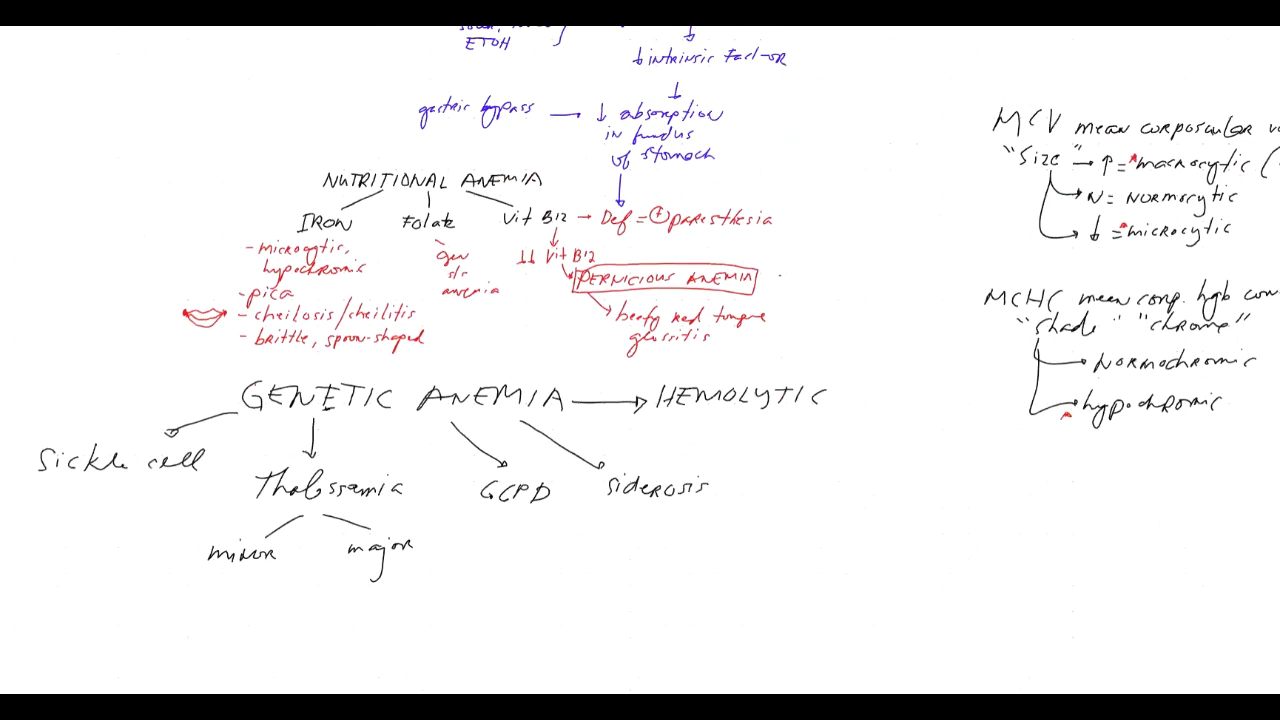 ETOH
↓ intrinsic Factor
gastric bypass → ↓ absorption
in fundus
of stomach
NUTRITIONAL ANEMIA
IRON Folate Vit B12 → Def = ⊕ paresthesia
- microcytic,
hypochromic
- pica
- cheilosis/cheilitis
- brittle, spoon-shaped
gen
s/s
anemia
↓↓ Vit B12
PERNICIOUS ANEMIA
beefy red tongue
glossitis
GENETIC ANEMIA → HEMOLYTIC
Sickle cell
Thalassemia
minor major
G6PD
Siderosis
MCV mean corpuscular
"Size" → ↑ = *macrocytic (
N = NORMOCYTIC
↓ = *microcytic
MCHC mean corp. hgb con
"shade" "chrome"
Normochromic
hypochromic